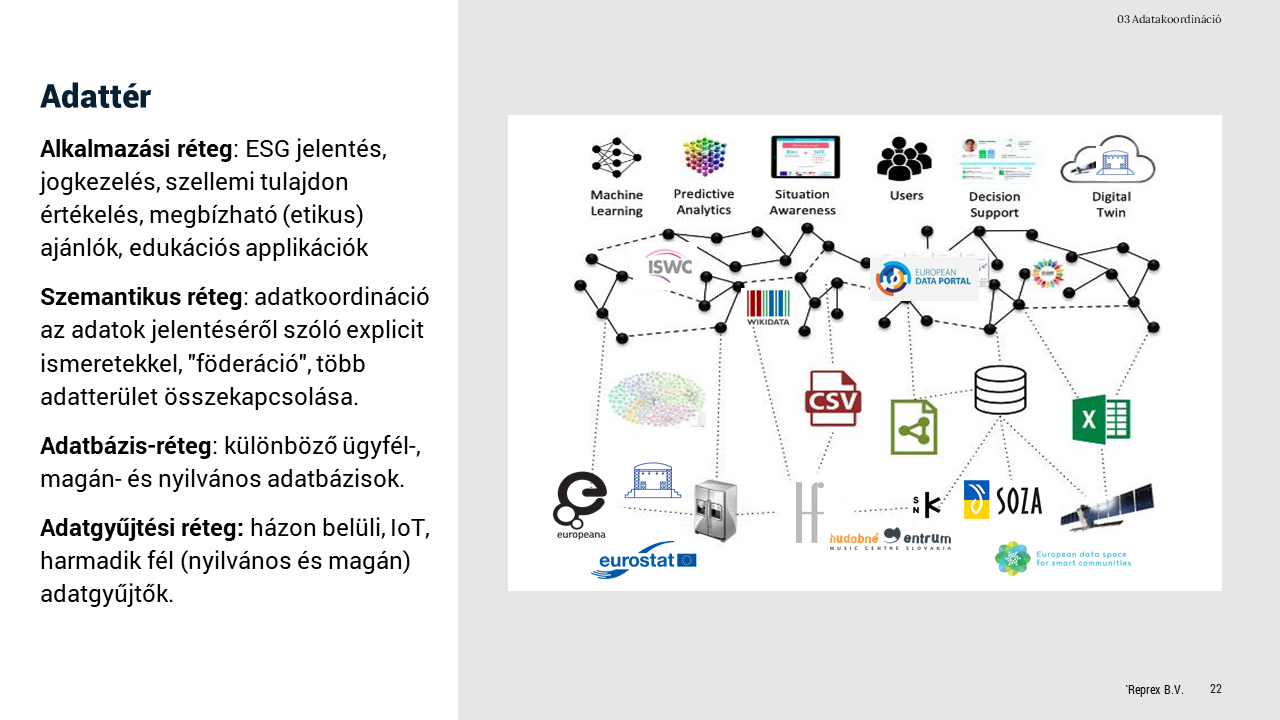 03 Adatakoordináció
Adattér
Alkalmazási réteg: ESG jelentés,
jogkezelés, szellemi tulajdon
értékelés, megbízható (etikus)
ajánlók, edukációs applikációk
Szemantikus réteg: adatkoordináció
az adatok jelentéséről szóló explicit
ismeretekkel, "föderáció", több
adatterület összekapcsolása.
Adatbázis-réteg: különböző ügyfél-,
magán- és nyilvános adatbázisok.
Adatgyűjtési réteg: házon belüli, IoT,
harmadik fél (nyilvános és magán)
adatgyűjtők.
Machine
Learning
Predictive
Analytics
Situation
Awareness
Users
Decision
Support
Digital
Twin
ISWC
WIKIDATA
EUROPEAN
DATA PORTAL
CSV
X
europeana
eurostat
hf
hudobné centrum
MUSIC CENTRE SLOVAKIA
SNK
SOZA
European data space
for smart communities
`Reprex B.V.
22